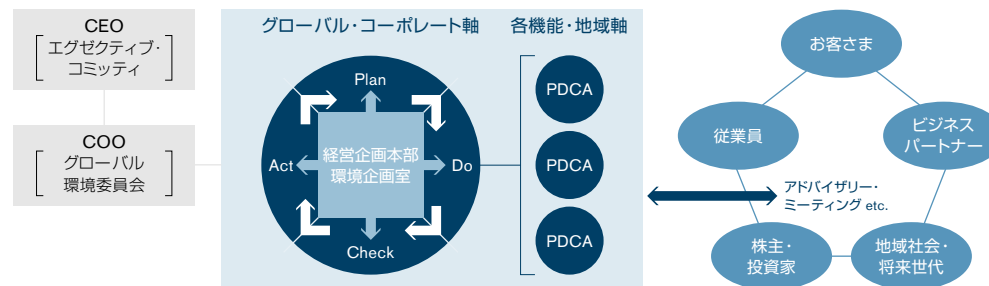 CEO
エグゼクティブ・
コミッティ
COO
グローバル
環境委員会
グローバル・コーポレート軸
各機能・地域軸
Plan
Act
経営企画本部
環境企画室
Do
Check
PDCA
PDCA
PDCA
お客さま
従業員
ビジネス
パートナー
アドバイザリー・
ミーティング etc.
株主・
投資家
地域社会・
将来世代